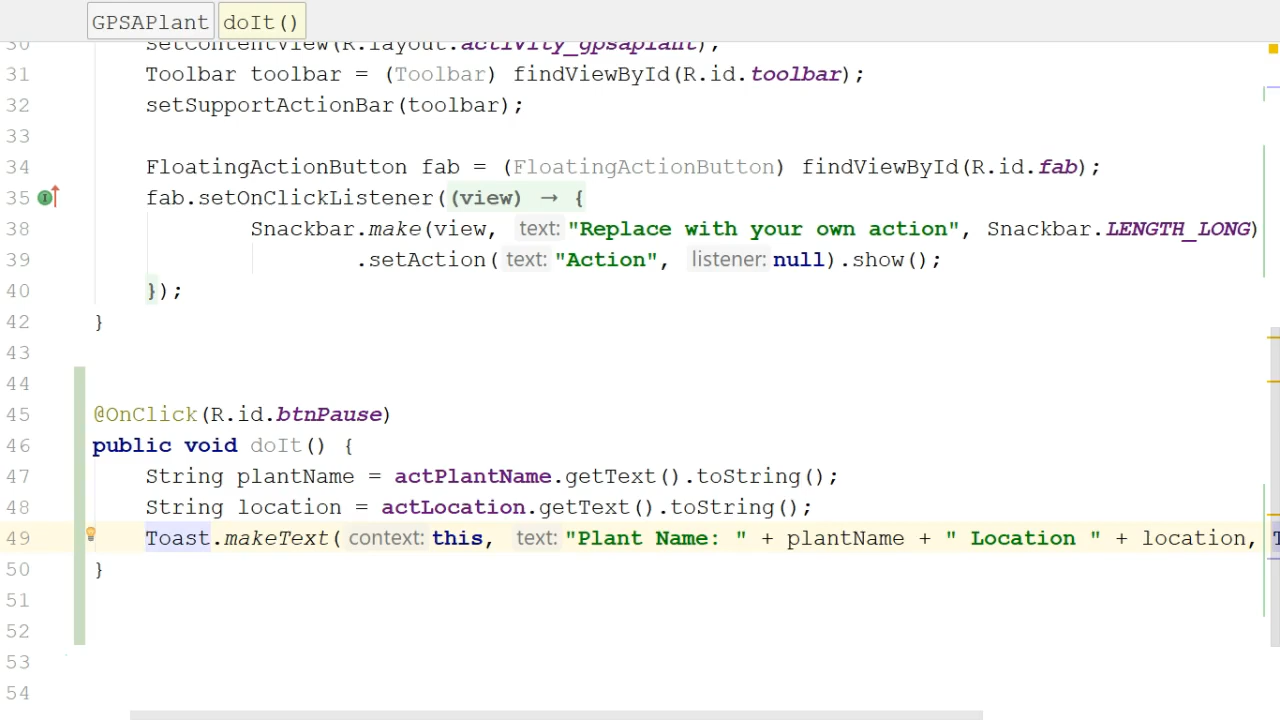 GPSAPlant doIt()
30 setContentView(R.layout.activity_gpsaplant);
31 Toolbar toolbar = (Toolbar) findViewById(R.id.toolbar);
32 setSupportActionBar(toolbar);
33
34 FloatingActionButton fab = (FloatingActionButton) findViewById(R.id.fab);
35 fab.setOnClickListener((view) → {
38 Snackbar.make(view, text: "Replace with your own action", Snackbar.LENGTH_LONG)
39 .setAction( text: "Action", listener: null).show();
40 });
42 }
43
44
45 @OnClick(R.id.btnPause)
46 public void doIt() {
47 String plantName = actPlantName.getText().toString();
48 String location = actLocation.getText().toString();
49 Toast.makeText( context: this, text: "Plant Name: " + plantName + " Location " + location, T
50 }
51
52
53
54